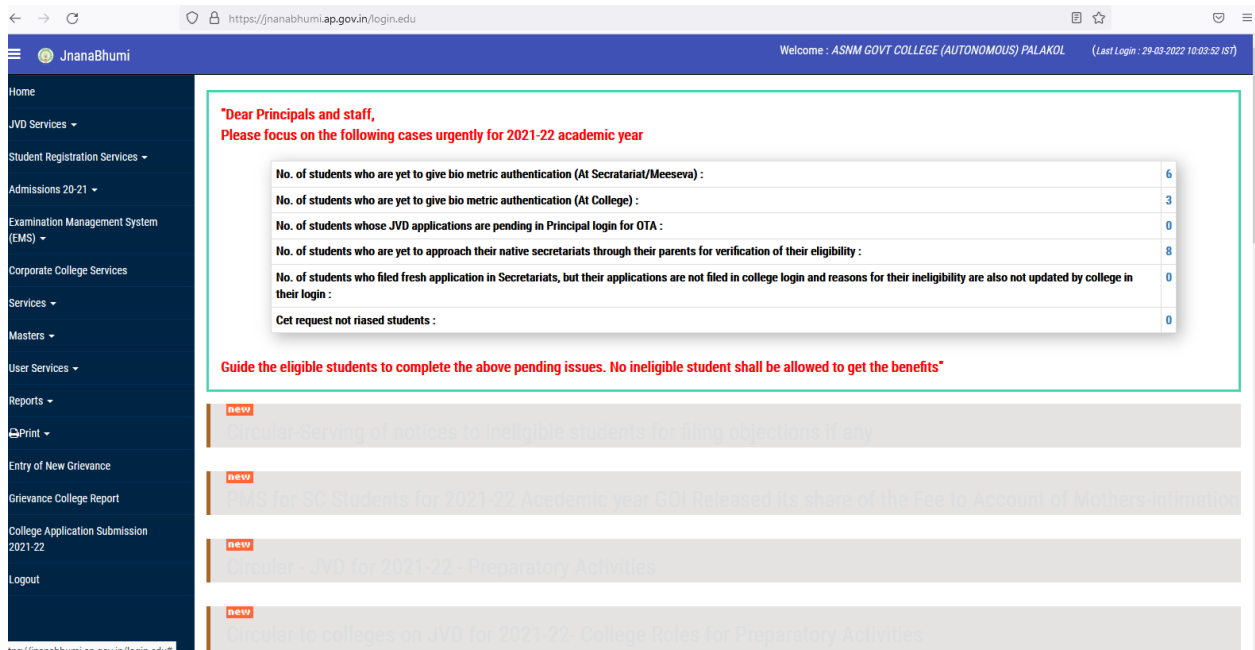 https://jnanabhumi.ap.gov.in/login.edu
JnanaBhumi
Welcome : ASNM GOVT COLLEGE (AUTONOMOUS) PALAKOL (Last Login : 29-03-2022 10:03:52 IST)
Home
JVD Services
Student Registration Services
Admissions 20-21
Examination Management System
(EMS)
Corporate College Services
Services
Masters
User Services
Reports
Print
Entry of New Grievance
Grievance College Report
College Application Submission
2021-22
Logout
"Dear Principals and staff,
Please focus on the following cases urgently for 2021-22 academic year
No. of students who are yet to give bio metric authentication (At Secratariat/Meeseva) : 6
No. of students who are yet to give bio metric authentication (At College) : 3
No. of students whose JVD applications are pending in Principal login for OTA : 0
No. of students who are yet to approach their native secretariats through their parents for verification of their eligibility : 8
No. of students who filed fresh application in Secretariats, but their applications are not filed in college login and reasons for their ineligibility are also not updated by college in 0
their login :
Cet request not riased students : 0
Guide the eligible students to complete the above pending issues. No ineligible student shall be allowed to get the benefits"
new
Circular-Serving of notices to ineligible students for filing objections if any
new
PMS for SC Students for 2021-22 Academic year GOI Released its share of the Fee to Account of Mothers-intimation
new
Circular - JVD for 2021-22 - Preparatory Activities
new
Circular to colleges on JVD for 2021-22- College Roles for Preparatory Activities